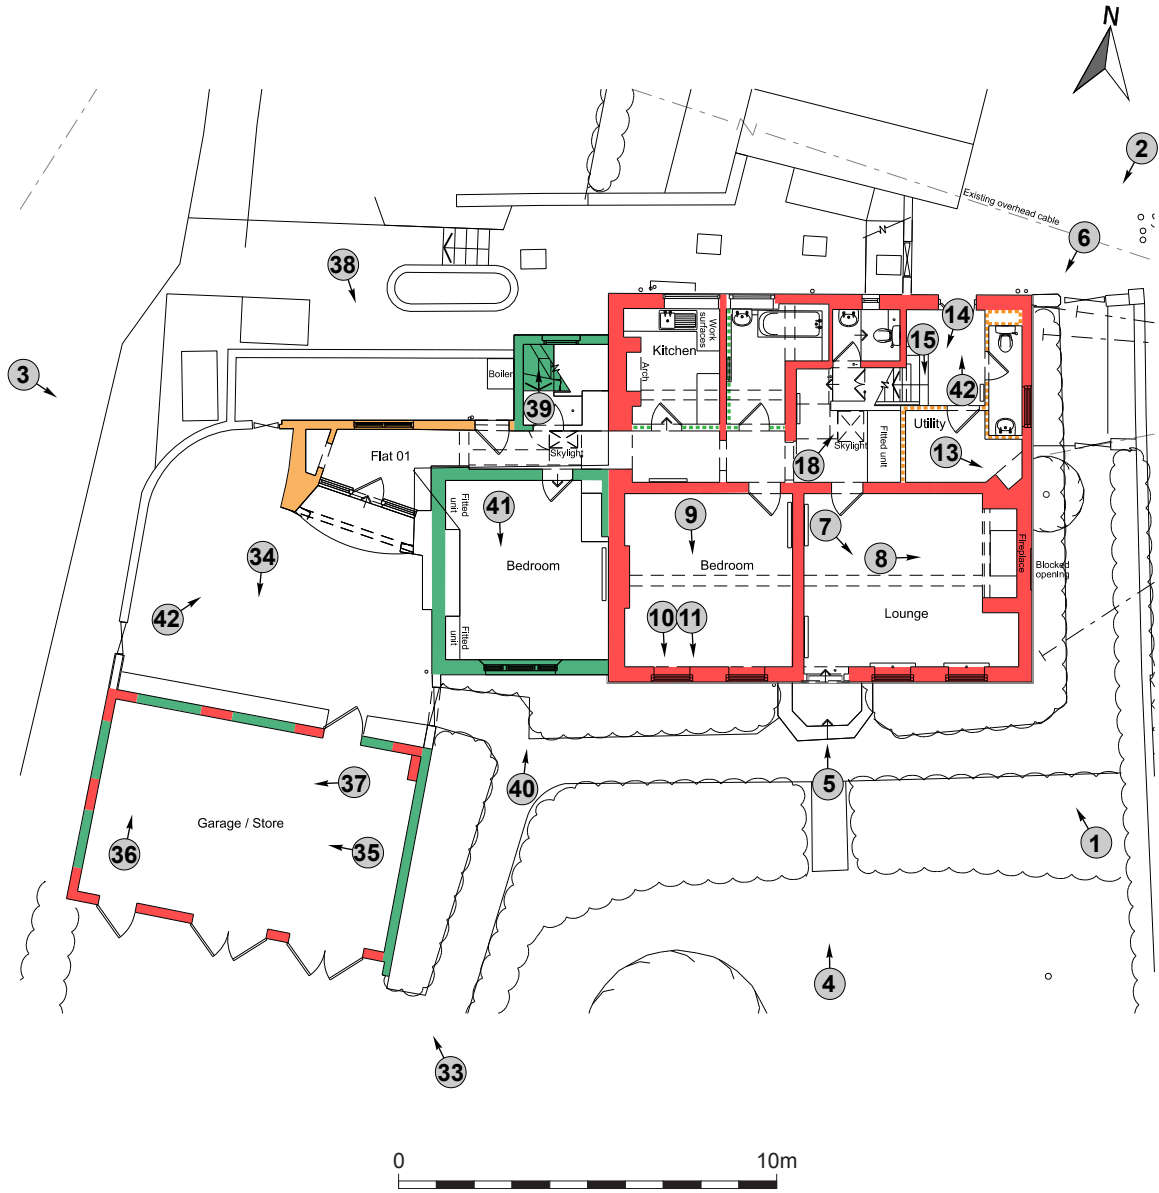 N
2
Existing overhead cable
6
38
14
15
Work
surfaces
Kitchen
Arch
3
Boiler
42
39
Utility
Skylight
Skylight
Fitted unit
Flat 01
13
18
41
Fitted
unit
9
7
Fireplace
34
8
Blocked
opening
Bedroom
Bedroom
42
10
11
Lounge
Fitted
unit
37
5
40
Garage / Store
36
35
1
4
33
0
10m